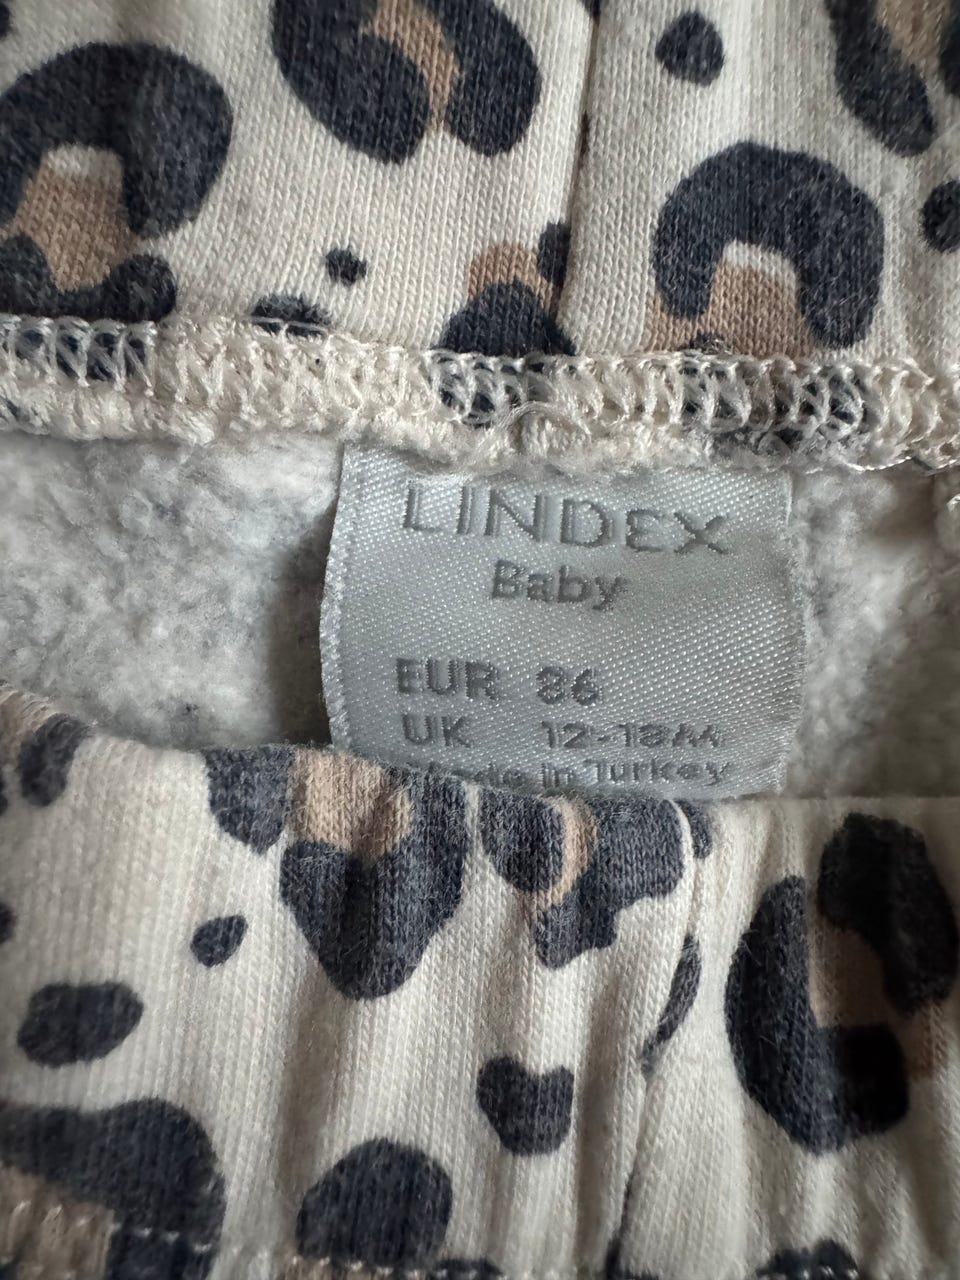 LINDEX
Baby
EUR 86
UK 12-18M
Made in Turkey